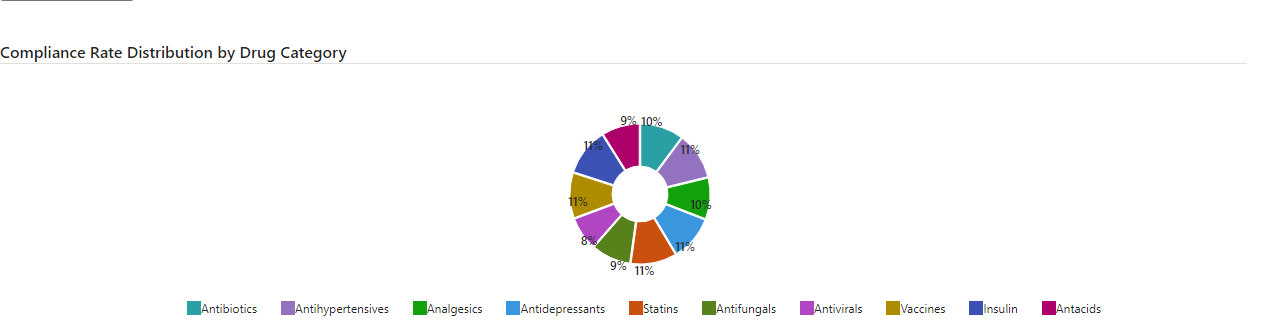 Compliance Rate Distribution by Drug Category
9% 10%
11% 11%
11% 10%
8% 11%
9% 11%
Antibiotics Antihypertensives Analgesics Antidepressants Statins Antifungals Antivirals Vaccines Insulin Antacids